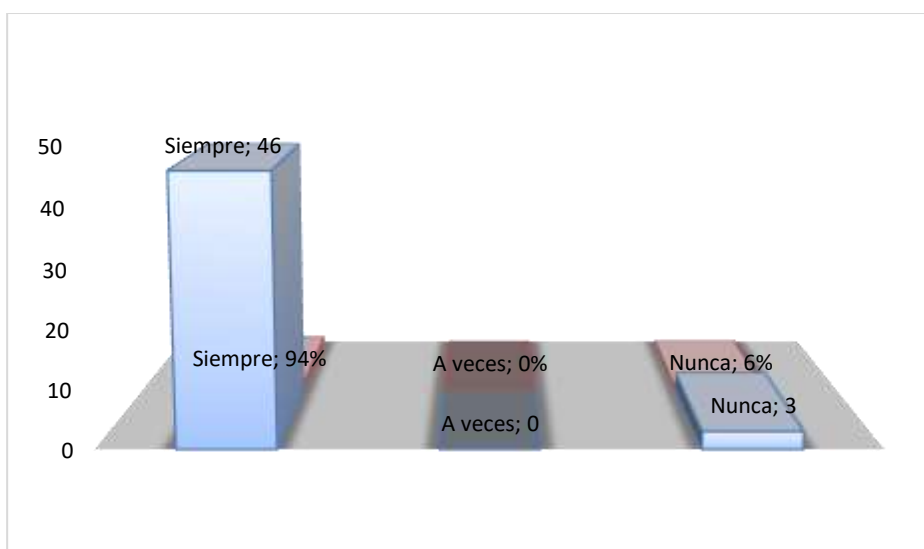 50
Siempre; 46
40
30
20
Siempre; 94%
A veces; 0%
Nunca; 6%
10
Nunca; 3
A veces; 0
0